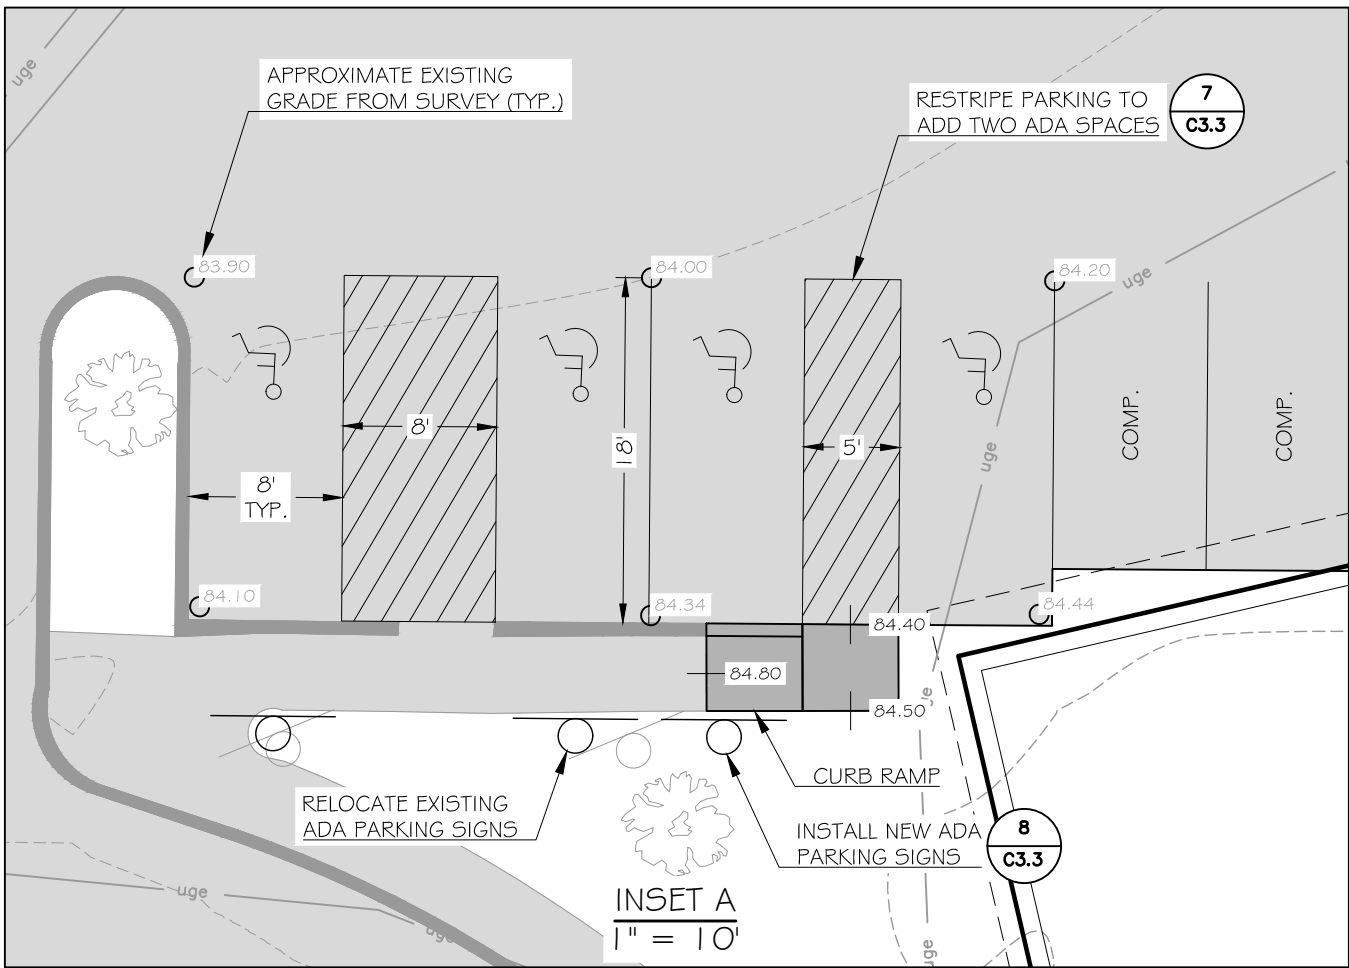 uge
APPROXIMATE EXISTING
GRADE FROM SURVEY (TYP.)
RESTRIPE PARKING TO
ADD TWO ADA SPACES
7
C3.3
83.90
84.00
84.20
uge
8'
18'
5'
COMP.
COMP.
uge
8'
TYP.
84.10
84.34
84.44
84.40
84.80
84.50
uge
CURB RAMP
RELOCATE EXISTING
ADA PARKING SIGNS
INSTALL NEW ADA
PARKING SIGNS
8
C3.3
uge
uge
uge
INSET A
1" = 10'